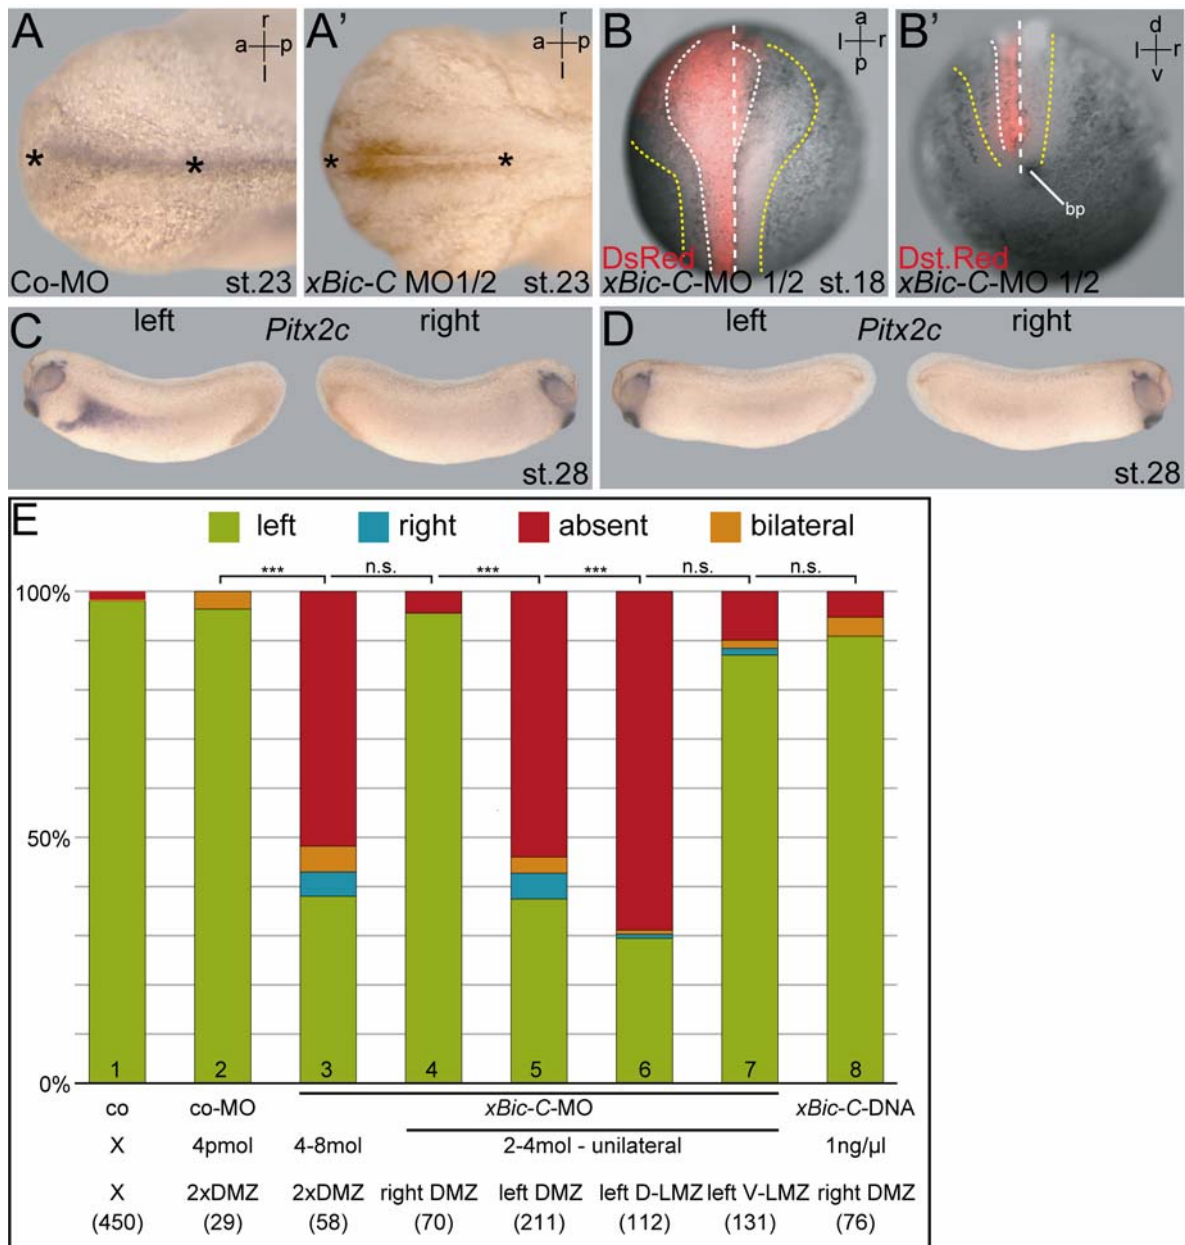 A r a p l * * Co-MO st.23
A' r a p l * * xBic-C MO1/2 st.23
B a l r p DsRed xBic-C-MO 1/2 st.18
B' d l r v bp Dst.Red xBic-C-MO 1/2
C left Pitx2c right st.28
D left Pitx2c right st.28
E
left right absent bilateral
*** n.s. *** *** n.s. n.s.
100%
50%
0%
1 2 3 4 5 6 7 8
co co-MO xBic-C-MO xBic-C-DNA
X 4pmol 4-8mol 2-4mol - unilateral 1ng/µl
X 2xDMZ 2xDMZ right DMZ left DMZ left D-LMZ left V-LMZ right DMZ
(450) (29) (58) (70) (211) (112) (131) (76)